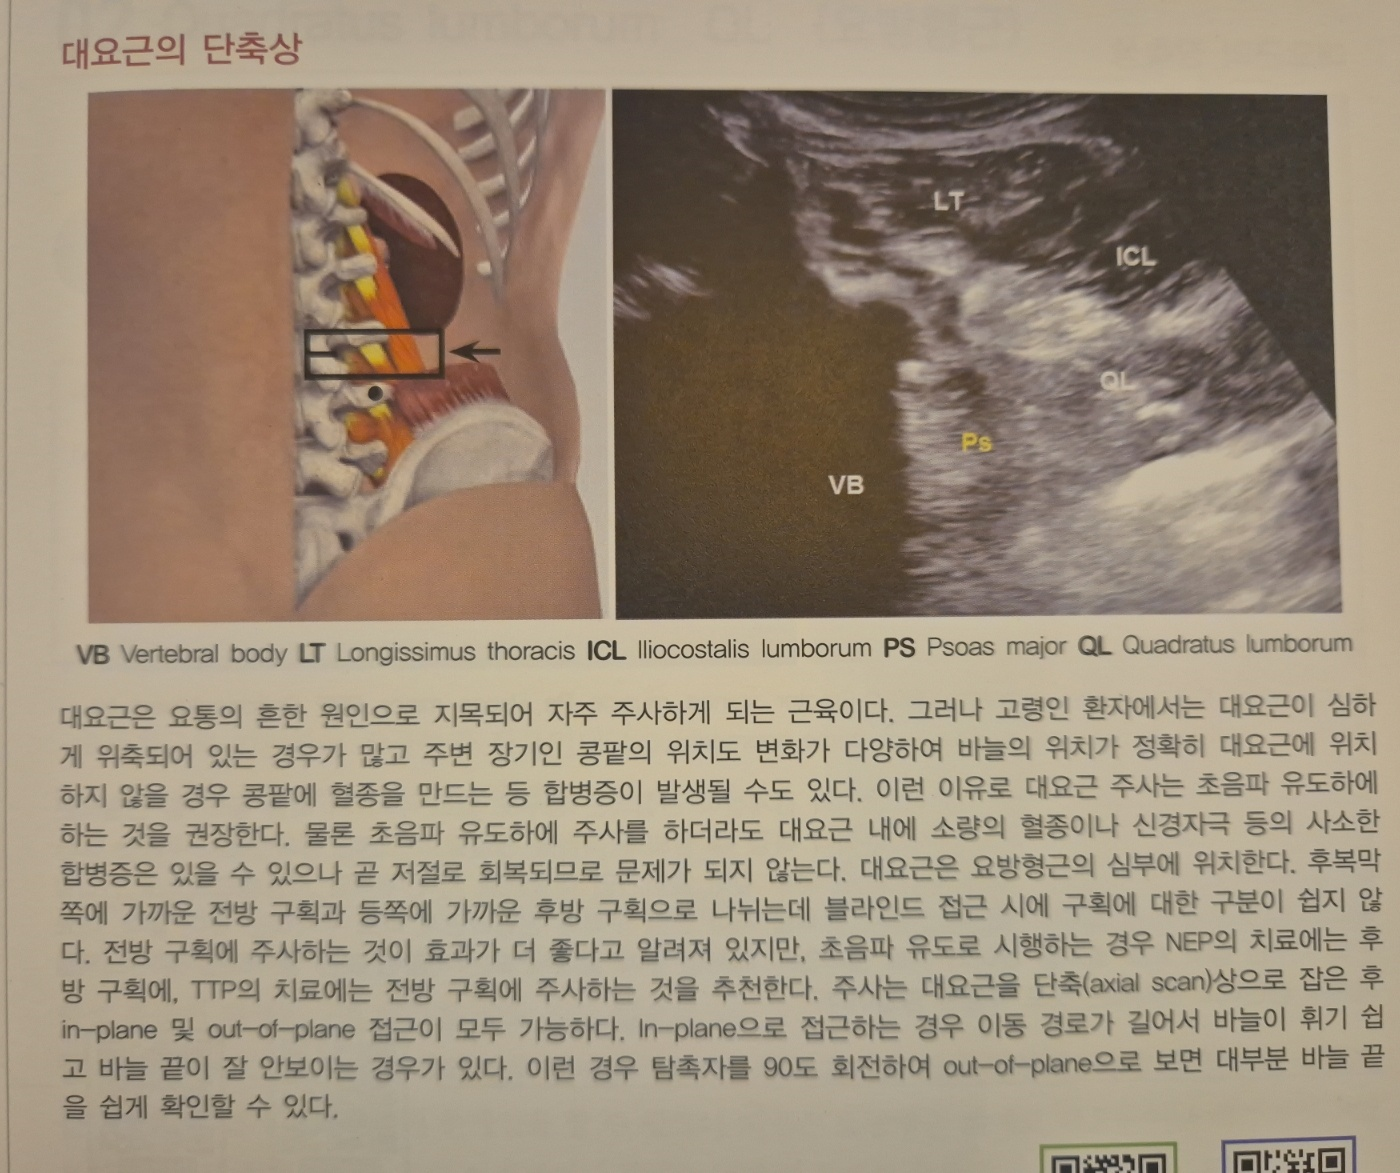 대요근의 단축상
LT
ICL
QL
Ps
VB
VB Vertebral body LT Longissimus thoracis ICL Iliocostalis lumborum PS Psoas major QL Quadratus lumborum
대요근은 요통의 흔한 원인으로 지목되어 자주 주사하게 되는 근육이다. 그러나 고령인 환자에서는 대요근이 심하
게 위축되어 있는 경우가 많고 주변 장기인 콩팥의 위치도 변화가 다양하여 바늘의 위치가 정확히 대요근에 위치
하지 않을 경우 콩팥에 혈종을 만드는 등 합병증이 발생될 수도 있다. 이런 이유로 대요근 주사는 초음파 유도하에
하는 것을 권장한다. 물론 초음파 유도하에 주사를 하더라도 대요근 내에 소량의 혈종이나 신경자극 등의 사소한
합병증은 있을 수 있으나 곧 저절로 회복되므로 문제가 되지 않는다. 대요근은 요방형근의 심부에 위치한다. 후복막
쪽에 가까운 전방 구획과 등쪽에 가까운 후방 구획으로 나뉘는데 블라인드 접근 시에 구획에 대한 구분이 쉽지 않
다. 전방 구획에 주사하는 것이 효과가 더 좋다고 알려져 있지만, 초음파 유도로 시행하는 경우 NEP의 치료에는 후
방 구획에, TTP의 치료에는 전방 구획에 주사하는 것을 추천한다. 주사는 대요근을 단축(axial scan)상으로 잡은 후
in-plane 및 out-of-plane 접근이 모두 가능하다. In-plane으로 접근하는 경우 이동 경로가 길어서 바늘이 휘기 쉽
고 바늘 끝이 잘 안보이는 경우가 있다. 이런 경우 탐촉자를 90도 회전하여 out-of-plane으로 보면 대부분 바늘 끝
을 쉽게 확인할 수 있다.